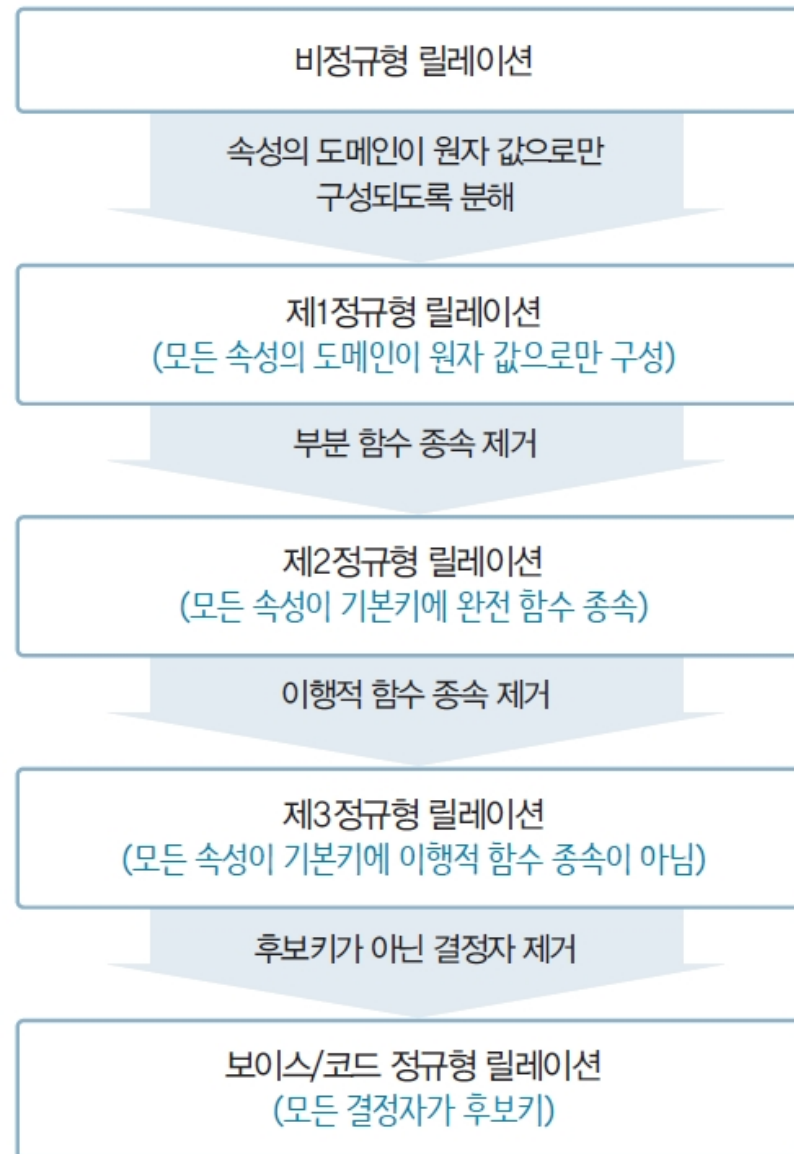 비정규형 릴레이션
속성의 도메인이 원자 값으로만
구성되도록 분해
제1정규형 릴레이션
(모든 속성의 도메인이 원자 값으로만 구성)
부분 함수 종속 제거
제2정규형 릴레이션
(모든 속성이 기본키에 완전 함수 종속)
이행적 함수 종속 제거
제3정규형 릴레이션
(모든 속성이 기본키에 이행적 함수 종속이 아님)
후보키가 아닌 결정자 제거
보이스/코드 정규형 릴레이션
(모든 결정자가 후보키)